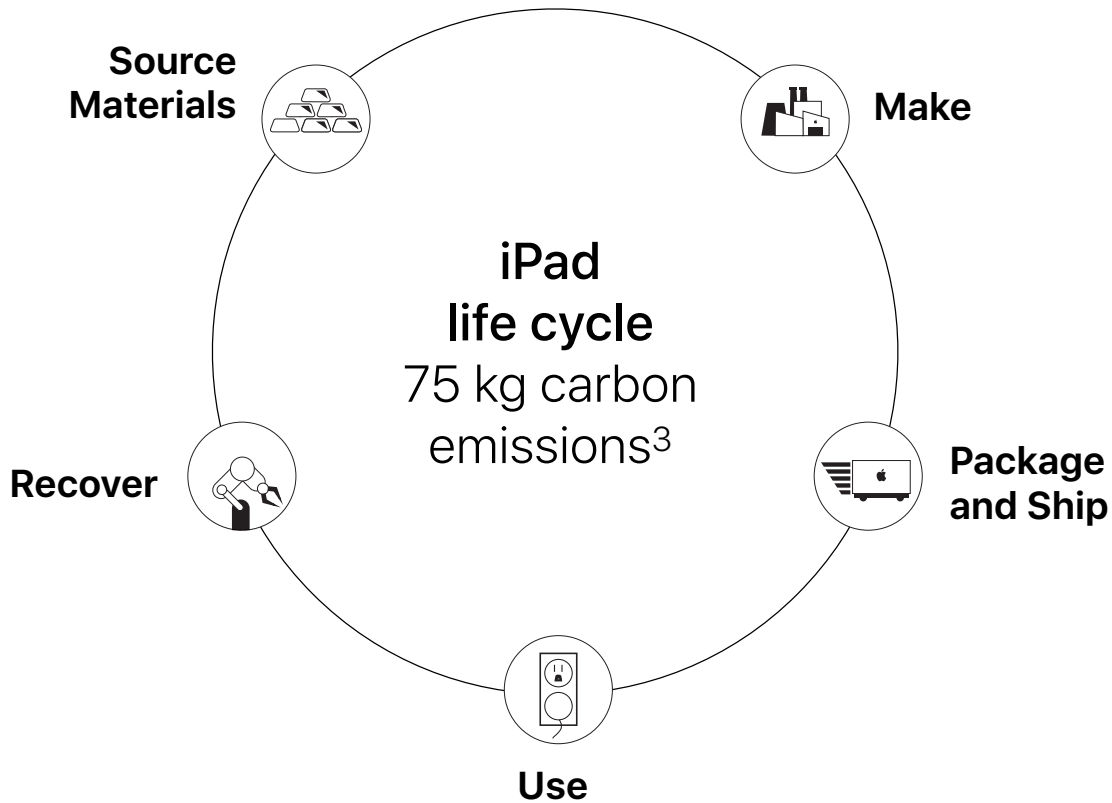 Source
Materials
Make
iPad
life cycle
75 kg carbon
emissions³
Recover
Package
and Ship
Use